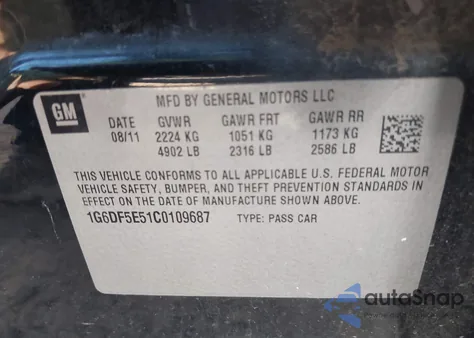 GM
MFD BY GENERAL MOTORS LLC
DATE GVWR GAWR FRT GAWR RR
08/11 2224 KG 1051 KG 1173 KG
4902 LB 2316 LB 2586 LB
THIS VEHICLE CONFORMS TO ALL APPLICABLE U.S. FEDERAL MOTOR
VEHICLE SAFETY, BUMPER, AND THEFT PREVENTION STANDARDS IN
EFFECT ON THE DATE OF MANUFACTURE SHOWN ABOVE.
1G6DF5E51C0109687 TYPE: PASS CAR
autoSnap